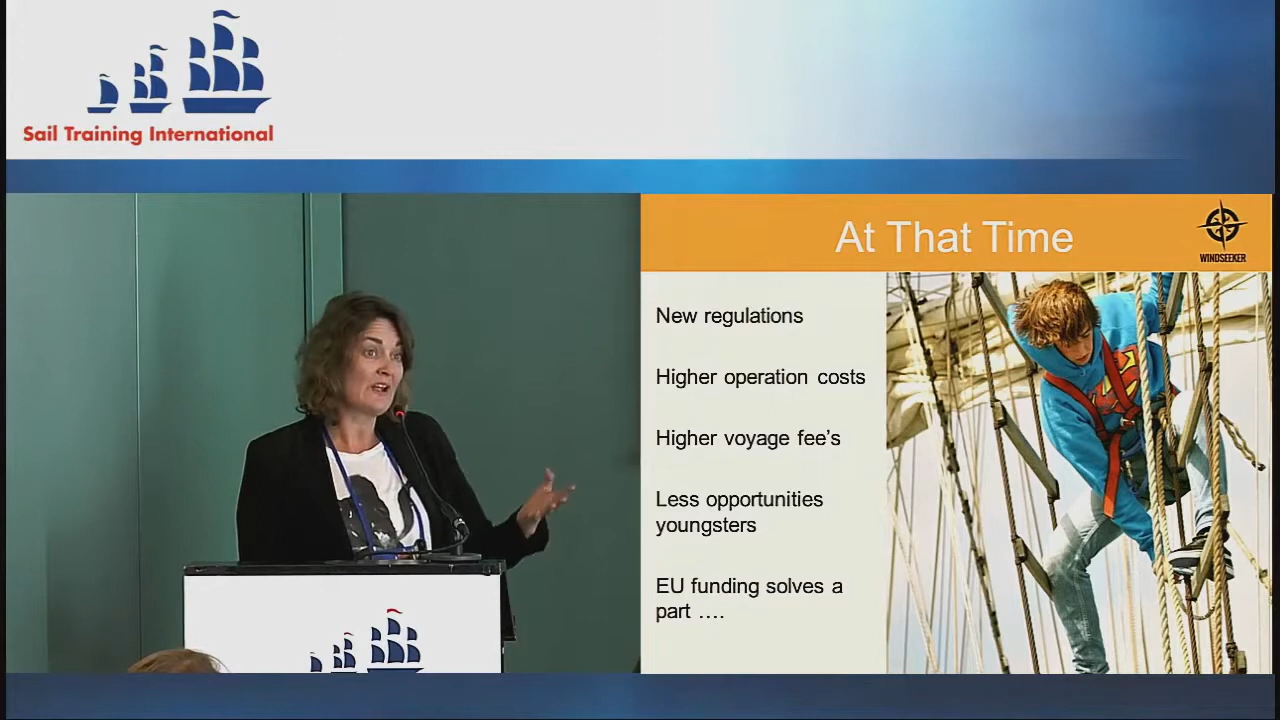 Sail Training International
At That Time
WINDSEEKER
New regulations
Higher operation costs
Higher voyage fee's
Less opportunities
youngsters
EU funding solves a
part ....